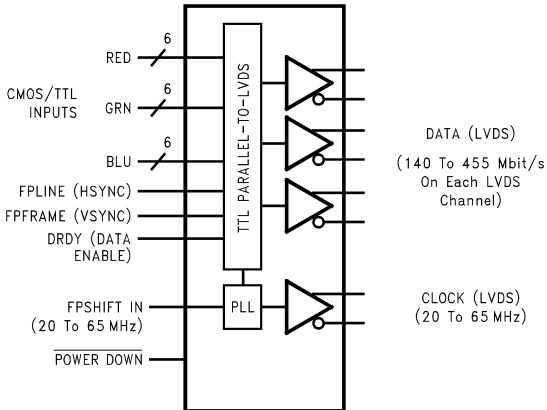 6
RED
CMOS/TTL
INPUTS
6
GRN
6
BLU
FPLINE (HSYNC)
FPFRAME (VSYNC)
DRDY (DATA
ENABLE)
FPSHIFT IN
(20 To 65 MHz)
POWER DOWN
TTL PARALLEL-TO-LVDS
PLL
DATA (LVDS)
(140 To 455 Mbit/s
On Each LVDS
Channel)
CLOCK (LVDS)
(20 To 65 MHz)